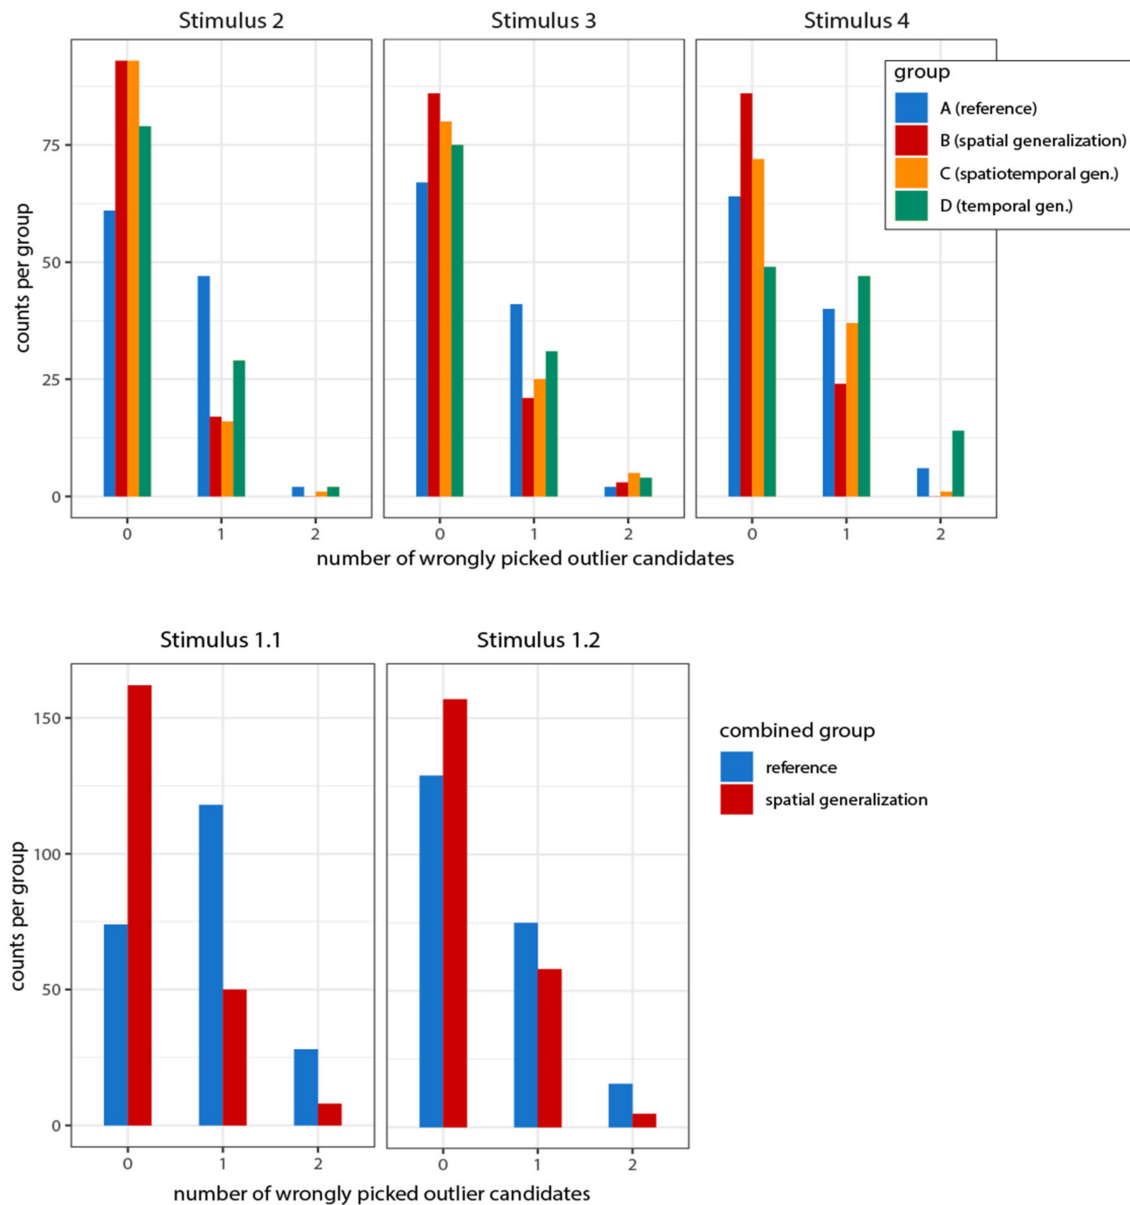 Stimulus 2
Stimulus 3
Stimulus 4
group
A (reference)
B (spatial generalization)
C (spatiotemporal gen.)
D (temporal gen.)
75
50
25
0
counts per group
0 1 2
0 1 2
0 1 2
number of wrongly picked outlier candidates
Stimulus 1.1
Stimulus 1.2
150
100
50
0
counts per group
combined group
reference
spatial generalization
0 1 2
0 1 2
number of wrongly picked outlier candidates